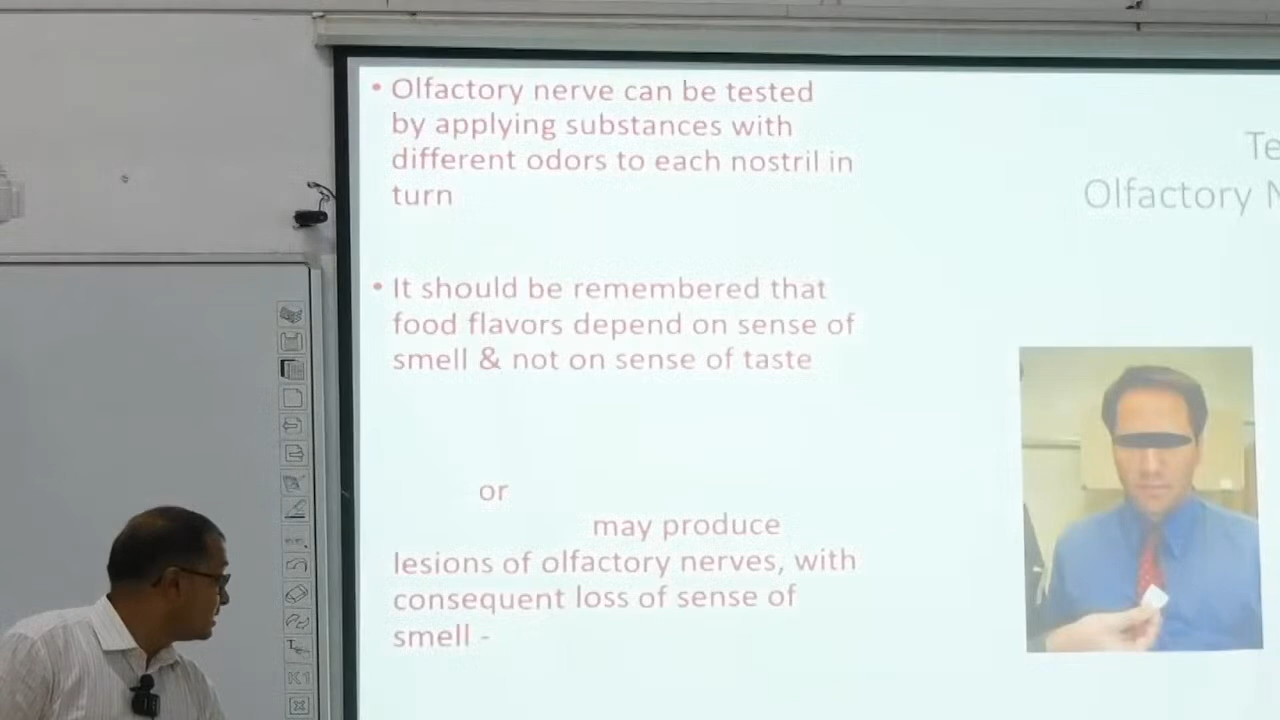 • Olfactory nerve can be tested
by applying substances with
different odors to each nostril in
turn
• It should be remembered that
food flavors depend on sense of
smell & not on sense of taste
or
may produce
lesions of olfactory nerves, with
consequent loss of sense of
smell -
Te
Olfactory N
K1